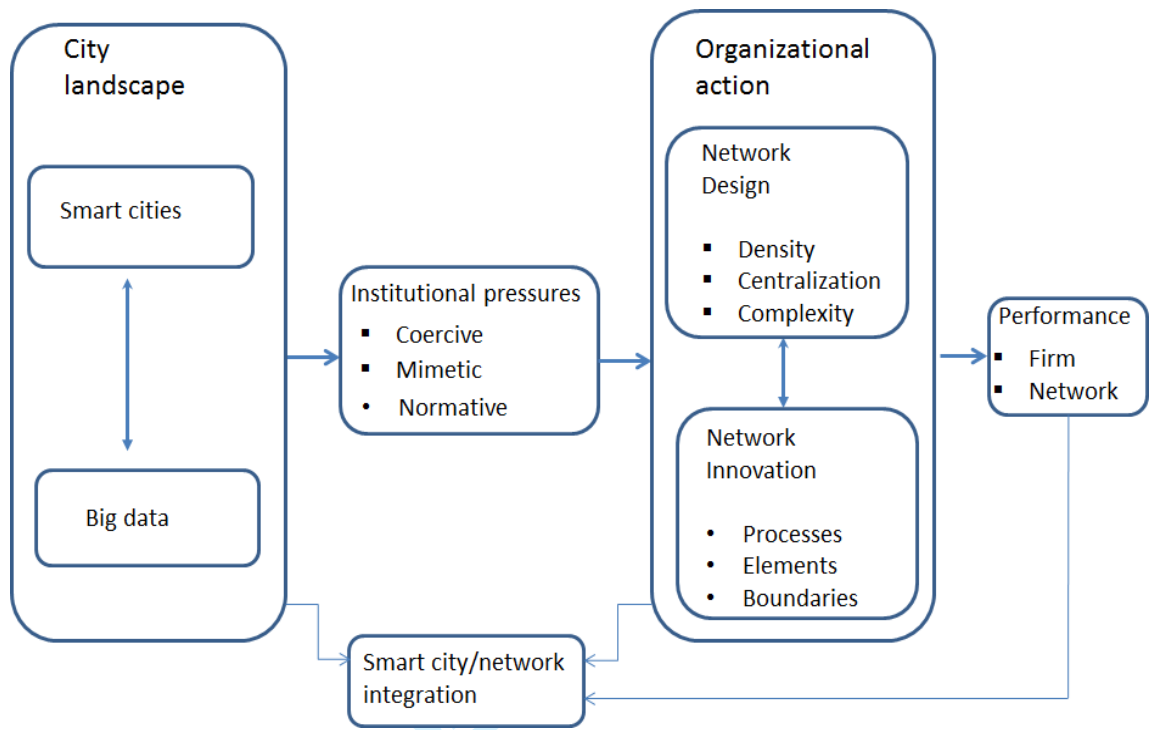 City
landscape
Smart cities
Big data
Institutional pressures
▪ Coercive
▪ Mimetic
• Normative
Organizational
action
Network
Design
▪ Density
▪ Centralization
▪ Complexity
Network
Innovation
• Processes
• Elements
• Boundaries
Performance
▪ Firm
▪ Network
Smart city/network
integration